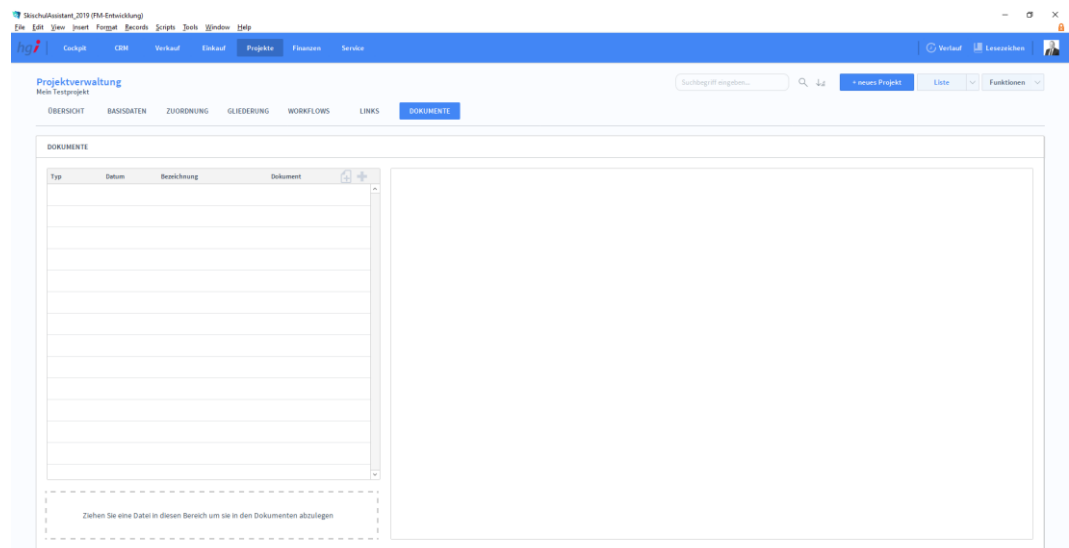 SkischulAssistant_2019 (FM-Entwicklung)
File Edit View Insert Format Records Scripts Tools Window Help
hgi ] Cockpit CRM Verkauf Einkauf Projekte Finanzen Service Verlauf Lesezeichen
Projektverwaltung
Mein Testprojekt
Suchbegriff eingeben... + neues Projekt Liste Funktionen
ÜBERSICHT BASISDATEN ZUORDNUNG GLIEDERUNG WORKFLOWS LINKS DOKUMENTE
DOKUMENTE
Typ Datum Bezeichnung Dokument
Ziehen Sie eine Datei in diesen Bereich um sie in den Dokumenten abzulegen